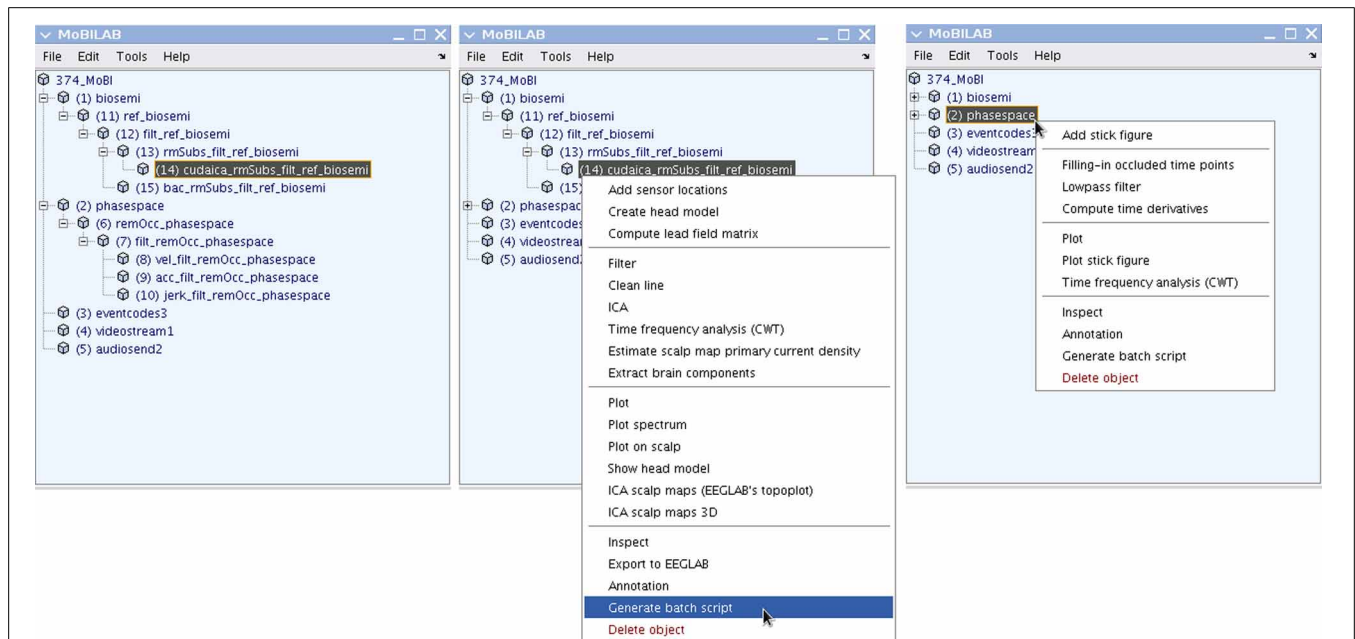 MoBILAB
File Edit Tools Help
374_MoBI
(1) biosemi
(11) ref_biosemi
(12) filt_ref_biosemi
(13) rmSubs_filt_ref_biosemi
(14) cudaica_rmSubs_filt_ref_biosemi
(15) bac_rmSubs_filt_ref_biosemi
(2) phasespace
(6) remOcc_phasespace
(7) filt_remOcc_phasespace
(8) vel_filt_remOcc_phasespace
(9) acc_filt_remOcc_phasespace
(10) jerk_filt_remOcc_phasespace
(3) eventcodes3
(4) videostream1
(5) audiosend2
MoBILAB
File Edit Tools Help
374_MoBI
(1) biosemi
(11) ref_biosemi
(12) filt_ref_biosemi
(13) rmSubs_filt_ref_biosemi
(14) cudaica_rmSubs_filt_ref_biosemi
(15)
(2) phasespac
(3) eventcodes
(4) videostrea
(5) audiosend
Add sensor locations
Create head model
Compute lead field matrix
Filter
Clean line
ICA
Time frequency analysis (CWT)
Estimate scalp map primary current density
Extract brain components
Plot
Plot spectrum
Plot on scalp
Show head model
ICA scalp maps (EEGLAB's topoplot)
ICA scalp maps 3D
Inspect
Export to EEGLAB
Annotation
Generate batch script
Delete object
MoBILAB
File Edit Tools Help
374_MoBI
(1) biosemi
(2) phasespace
(3) eventcodes3
(4) videostream
(5) audiosend2
Add stick figure
Filling-in occluded time points
Lowpass filter
Compute time derivatives
Plot
Plot stick figure
Time frequency analysis (CWT)
Inspect
Annotation
Generate batch script
Delete object